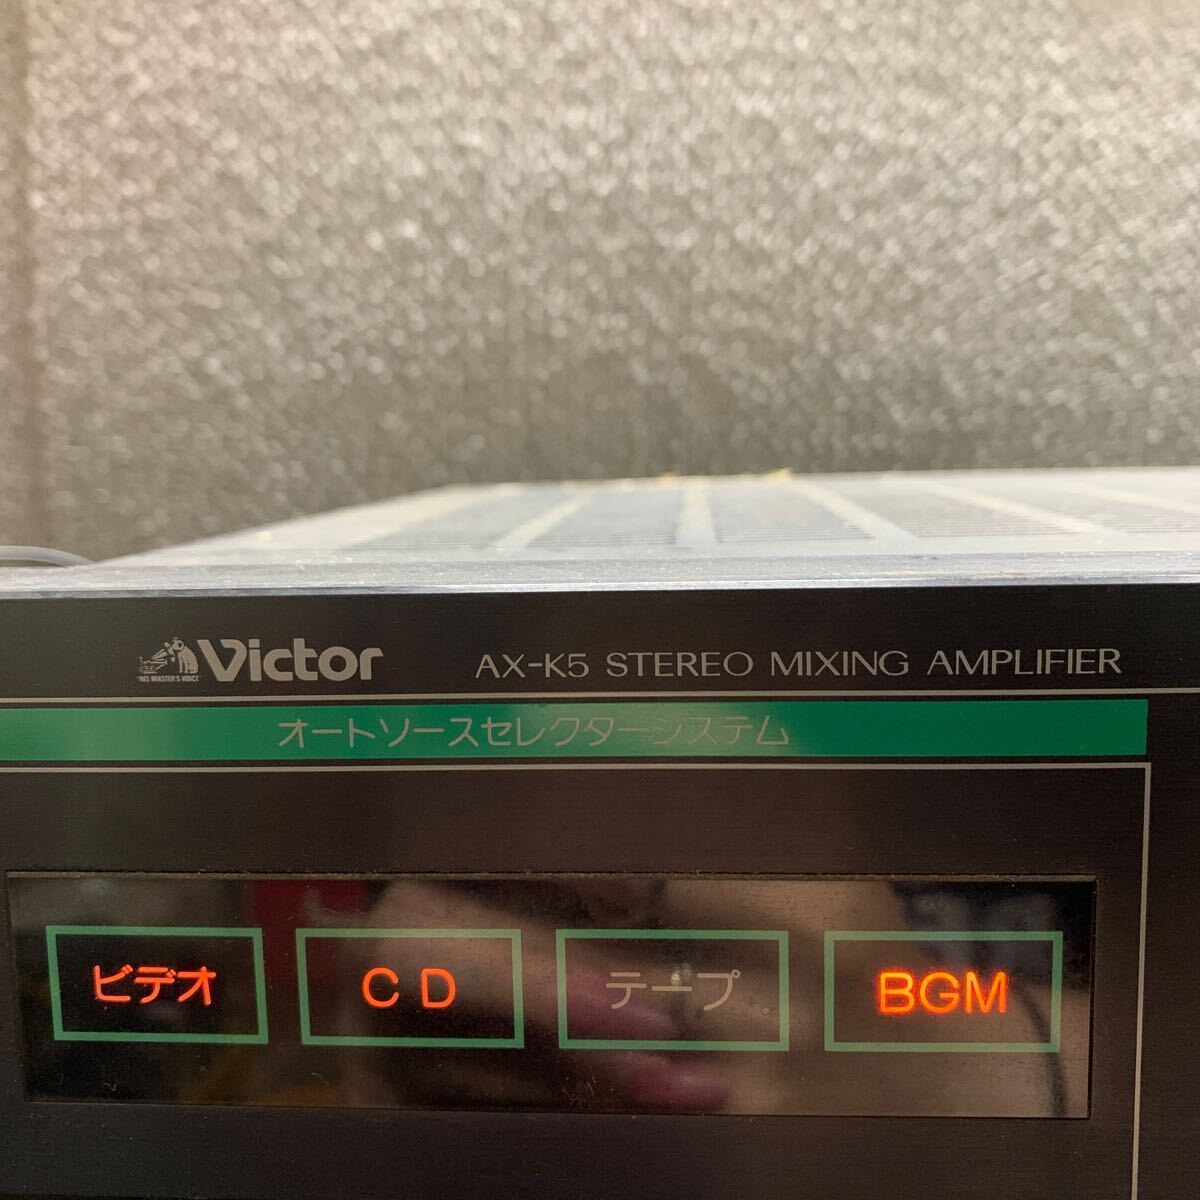 Victor
"HIS MASTER'S VOICE"
AX-K5 STEREO MIXING AMPLIFIER
オートソースセレクターシステム
ビデオ
CD
テープ
BGM